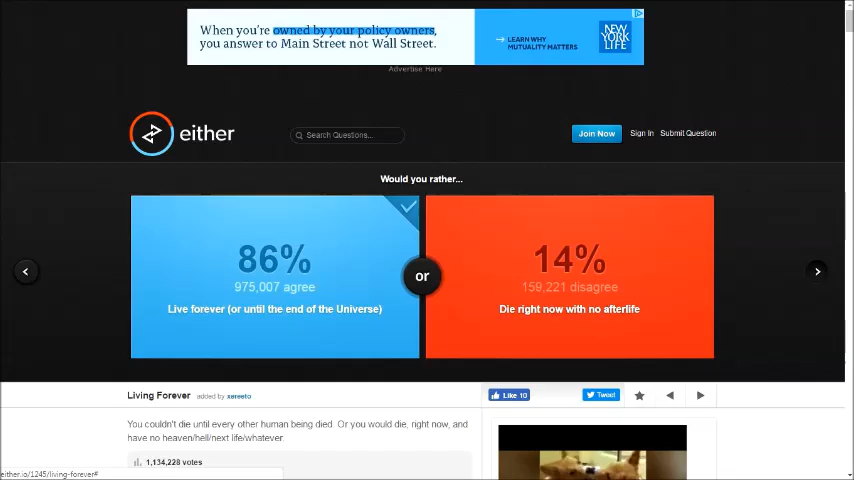 When you're owned by your policy owners,
you answer to Main Street not Wall Street.
LEARN WHY
MUTUALITY MATTERS
NEW
YORK
LIFE
Advertise Here
either
Search Questions...
Join Now
Sign In
Submit Question
Would you rather...
86%
975,007 agree
Live forever (or until the end of the Universe)
or
14%
159,221 disagree
Die right now with no afterlife
Living Forever added by xereeto
Like 10
Tweet
You couldn't die until every other human being died. Or you would die, right now, and
have no heaven/hell/next life/whatever.
1,134,228 votes
either.io/1245/living-forever#